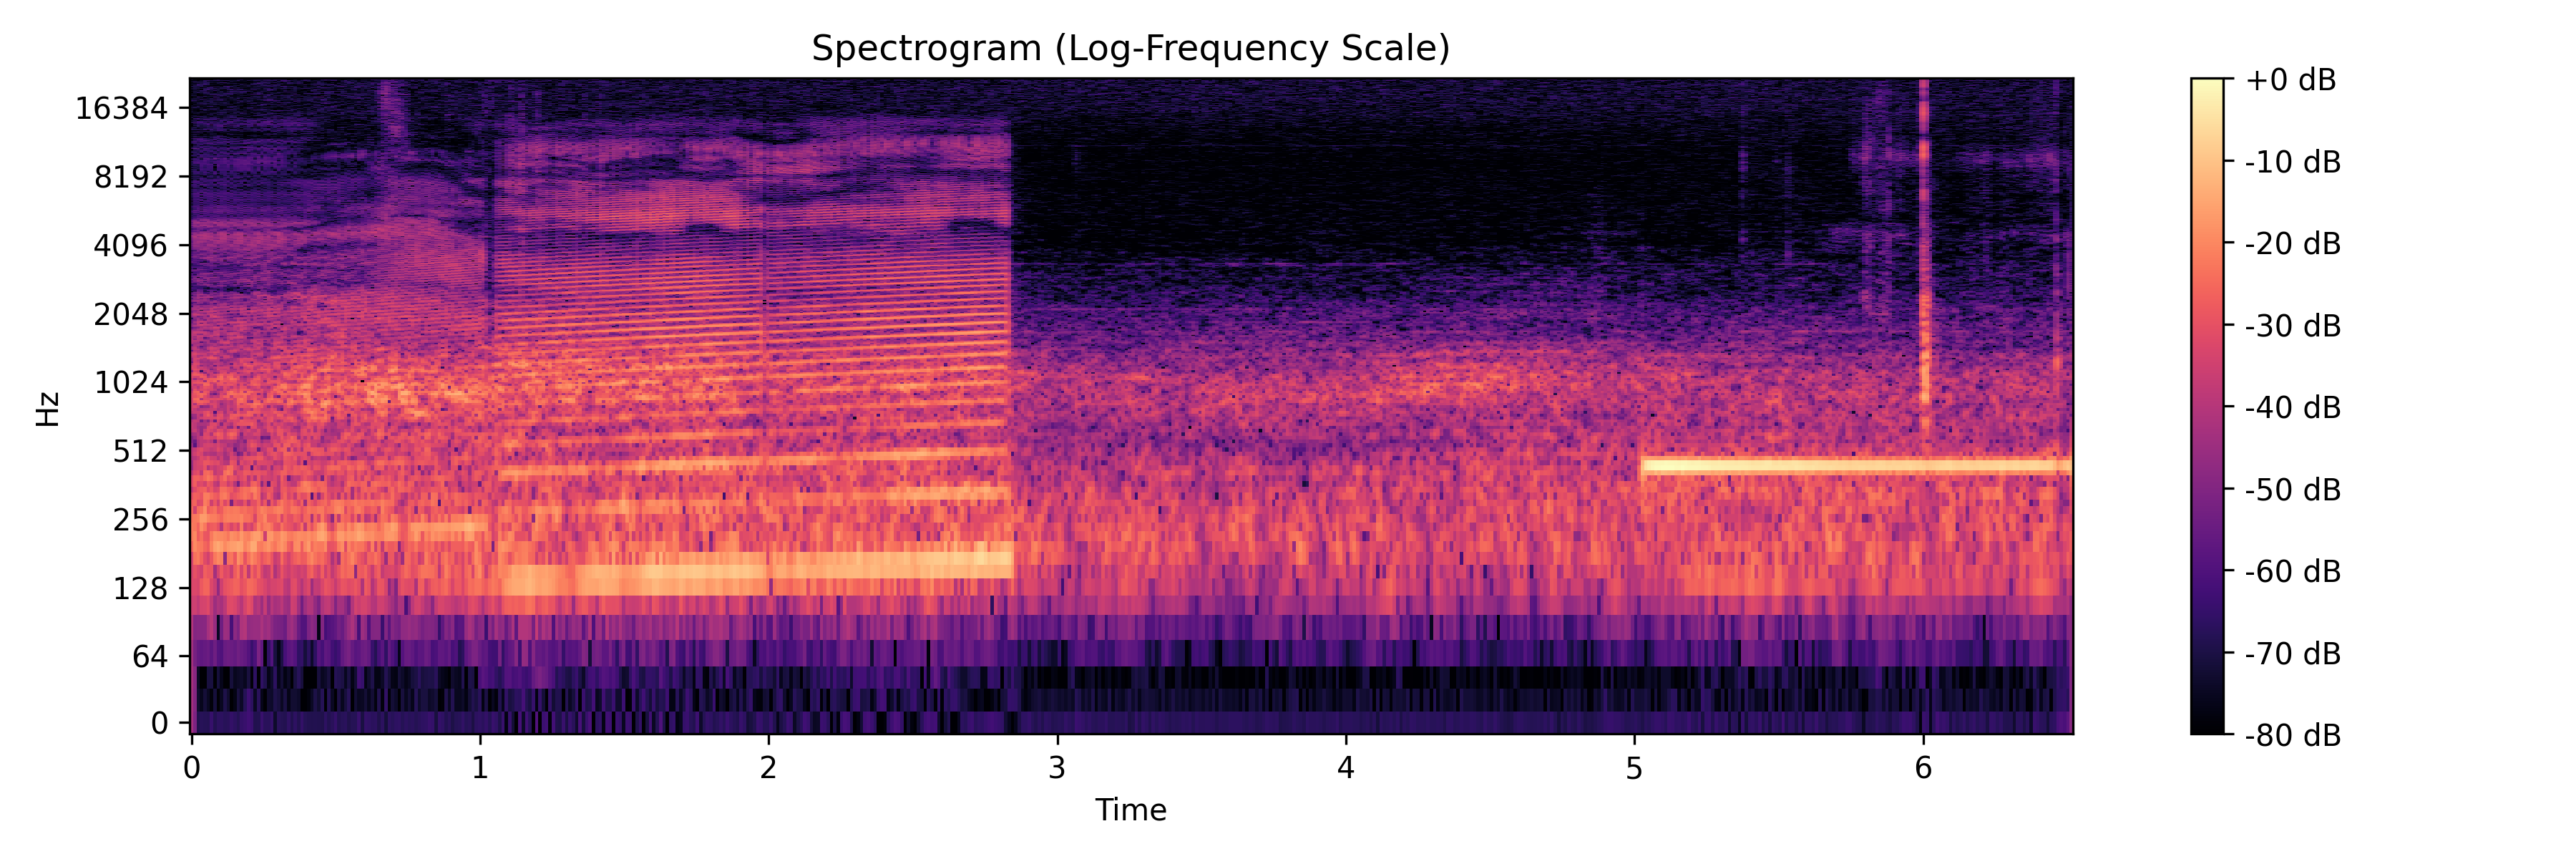 Spectrogram (Log-Frequency Scale)
16384
8192
4096
2048
1024
512
256
128
64
0
Hz
0 1 2 3 4 5 6
Time
+0 dB
-10 dB
-20 dB
-30 dB
-40 dB
-50 dB
-60 dB
-70 dB
-80 dB